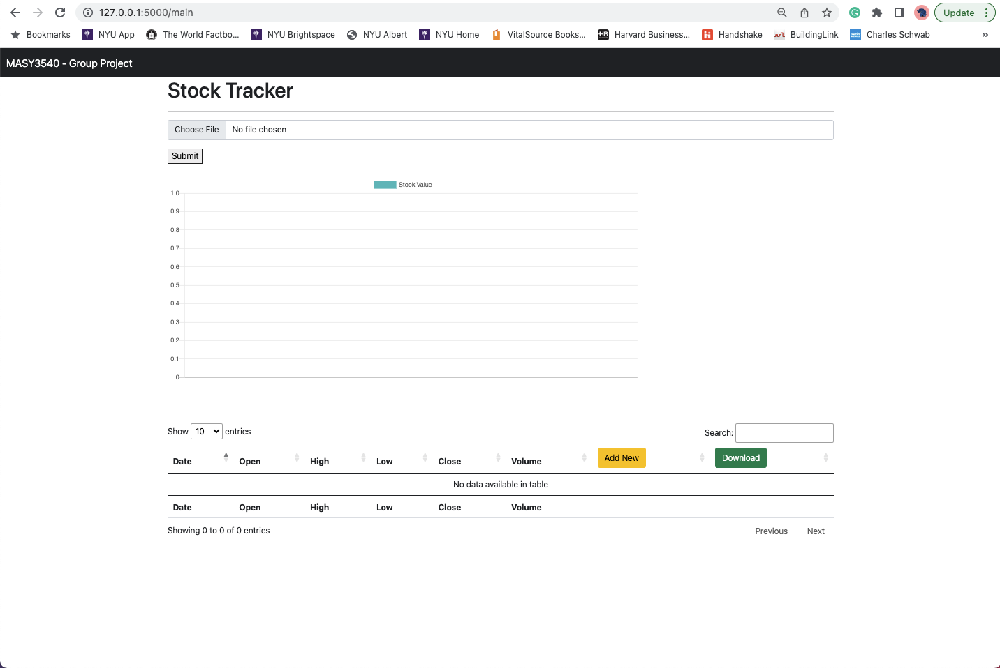 127.0.0.1:5000/main
Update
Bookmarks NYU App The World Factbo... NYU Brightspace NYU Albert NYU Home VitalSource Books... HB Harvard Business... Handshake BuildingLink Charles Schwab »
MASY3540 - Group Project
Stock Tracker
Choose File No file chosen
Submit
Stock Value
1.0
0.9
0.8
0.7
0.6
0.5
0.4
0.3
0.2
0.1
0
Show 10 entries Search:
Date Open High Low Close Volume Add New Download
No data available in table
Date Open High Low Close Volume
Showing 0 to 0 of 0 entries Previous Next